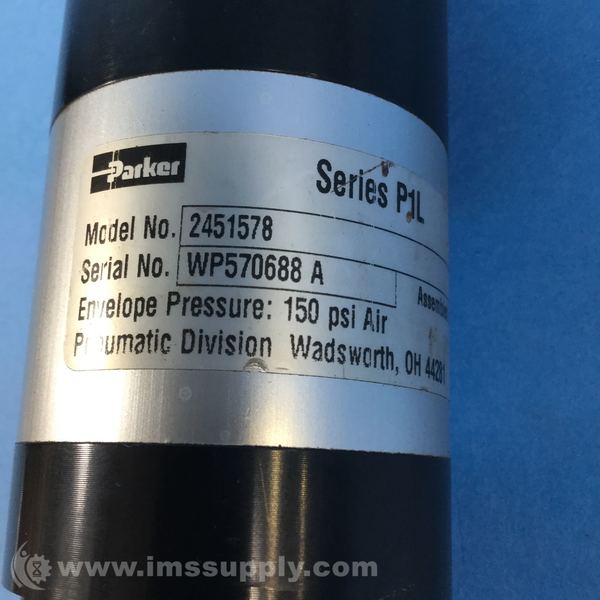 Parker
Series P1L
Model No. 2451578
Serial No. WP570688 A
Envelope Pressure: 150 psi Air
Pneumatic Division Wadsworth, OH 44281
www.imssupply.com